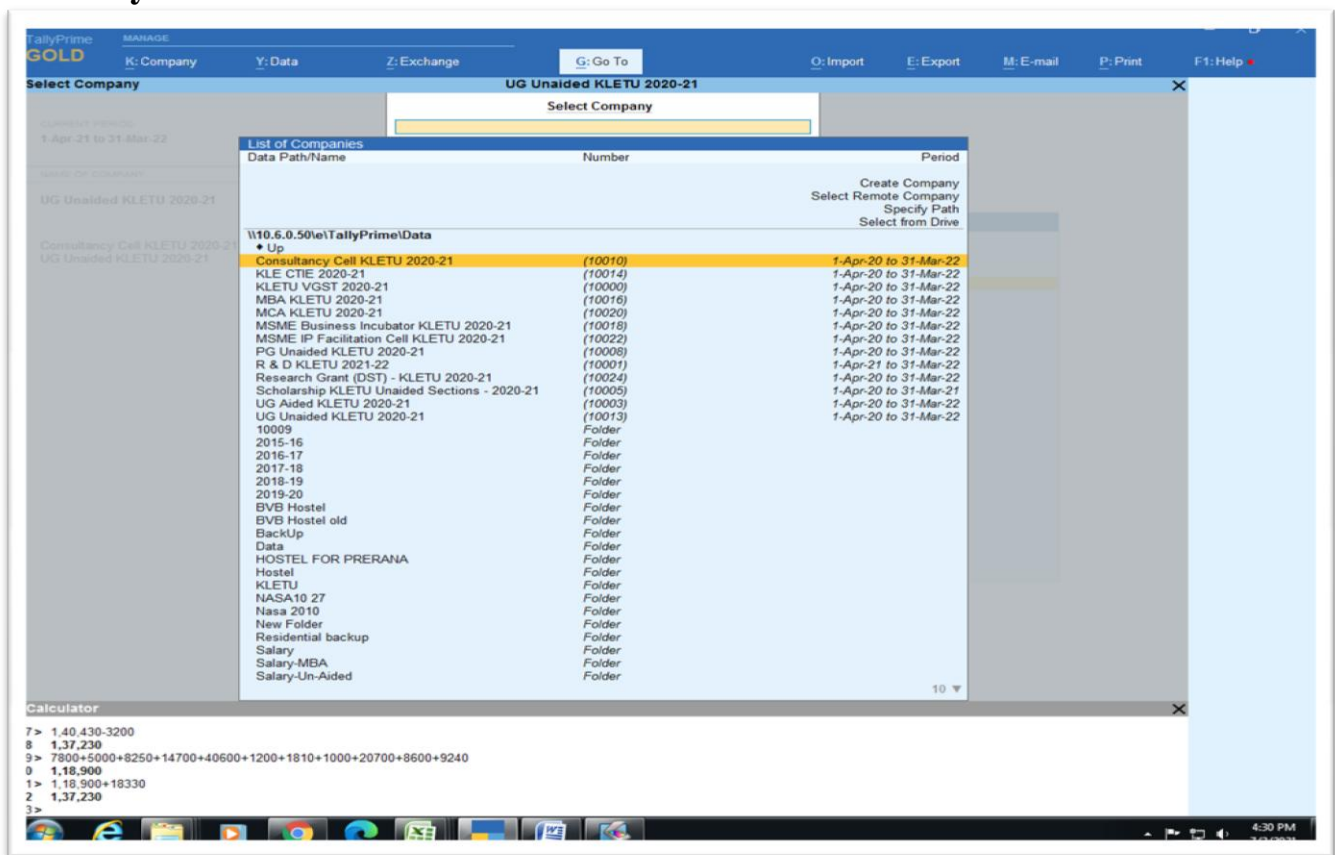 TallyPrime MANAGE
GOLD K: Company Y: Data Z: Exchange G: Go To O: Import E: Export M: E-mail P: Print F1: Help
Select Company UG Unaided KLETU 2020-21
Select Company
CURRENT PERIOD
1-Apr-21 to 31-Mar-22
NAME OF COMPANY
UG Unaided KLETU 2020-21
Consultancy Cell KLETU 2020-21
UG Unaided KLETU 2020-21
List of Companies
Data Path/Name Number Period
Create Company
Select Remote Company
Specify Path
Select from Drive
\\10.6.0.50\e\TallyPrime\Data
♦ Up
Consultancy Cell KLETU 2020-21 (10010) 1-Apr-20 to 31-Mar-22
KLE CTIE 2020-21 (10014) 1-Apr-20 to 31-Mar-22
KLETU VGST 2020-21 (10000) 1-Apr-20 to 31-Mar-22
MBA KLETU 2020-21 (10016) 1-Apr-20 to 31-Mar-22
MCA KLETU 2020-21 (10020) 1-Apr-20 to 31-Mar-22
MSME Business Incubator KLETU 2020-21 (10018) 1-Apr-20 to 31-Mar-22
MSME IP Facilitation Cell KLETU 2020-21 (10022) 1-Apr-20 to 31-Mar-22
PG Unaided KLETU 2020-21 (10006) 1-Apr-20 to 31-Mar-22
R & D KLETU 2021-22 (10001) 1-Apr-21 to 31-Mar-22
Research Grant (DST) - KLETU 2020-21 (10024) 1-Apr-20 to 31-Mar-22
Scholarship KLETU Unaided Sections - 2020-21 (10005) 1-Apr-20 to 31-Mar-21
UG Aided KLETU 2020-21 (10003) 1-Apr-20 to 31-Mar-22
UG Unaided KLETU 2020-21 (10013) 1-Apr-20 to 31-Mar-22
10009 Folder
2015-16 Folder
2016-17 Folder
2017-18 Folder
2018-19 Folder
2019-20 Folder
BVB Hostel Folder
BVB Hostel old Folder
BackUp Folder
Data Folder
HOSTEL FOR PRERANA Folder
Hostel Folder
KLETU Folder
NASA10 27 Folder
Nasa 2010 Folder
New Folder Folder
Residential backup Folder
Salary Folder
Salary-MBA Folder
Salary-Un-Aided Folder
10 ▼
Calculator
7> 1,40,430-3200
8 1,37,230
9> 7800+5000+8250+14700+40600+1200+1810+1000+20700+8600+9240
0 1,18,900
1> 1,18,900+18330
2 1,37,230
3>
4:30 PM